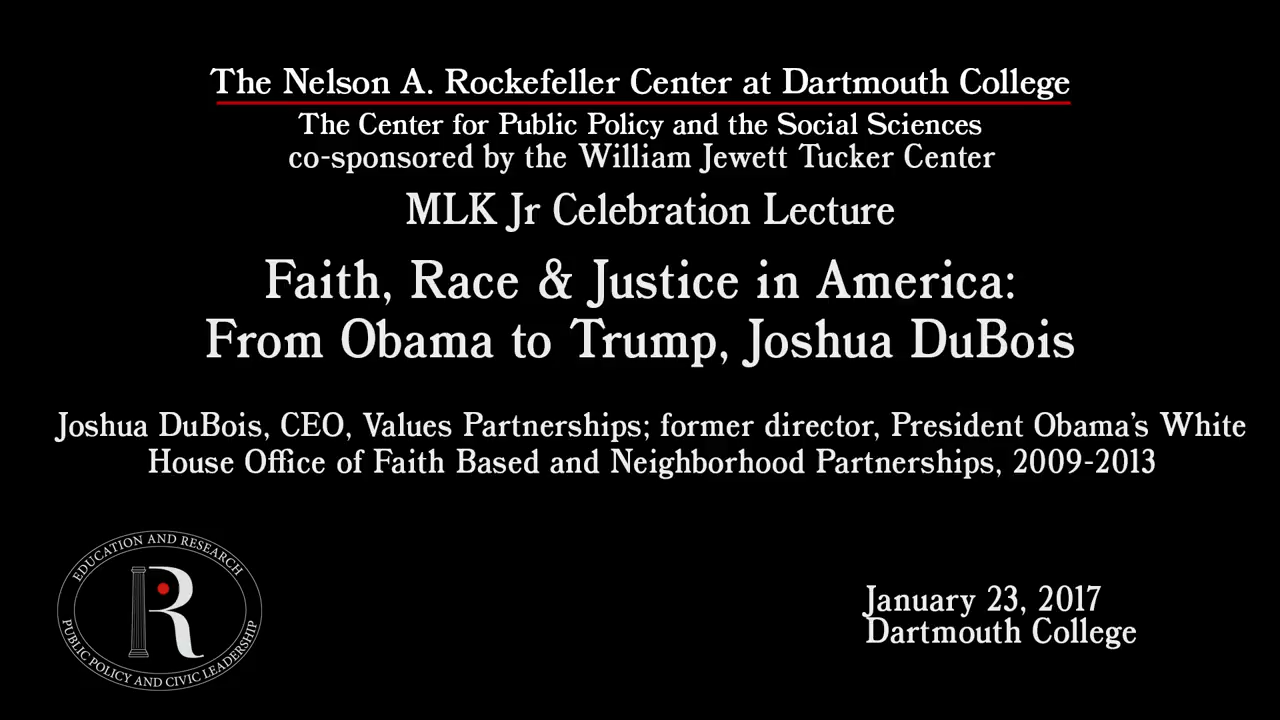 The Nelson A. Rockefeller Center at Dartmouth College
The Center for Public Policy and the Social Sciences
co-sponsored by the William Jewett Tucker Center
MLK Jr Celebration Lecture
Faith, Race & Justice in America:
From Obama to Trump, Joshua DuBois
Joshua DuBois, CEO, Values Partnerships; former director, President Obama's White
House Office of Faith Based and Neighborhood Partnerships, 2009-2013
EDUCATION AND RESEARCH
R
PUBLIC POLICY AND CIVIC LEADERSHIP
January 23, 2017
Dartmouth College